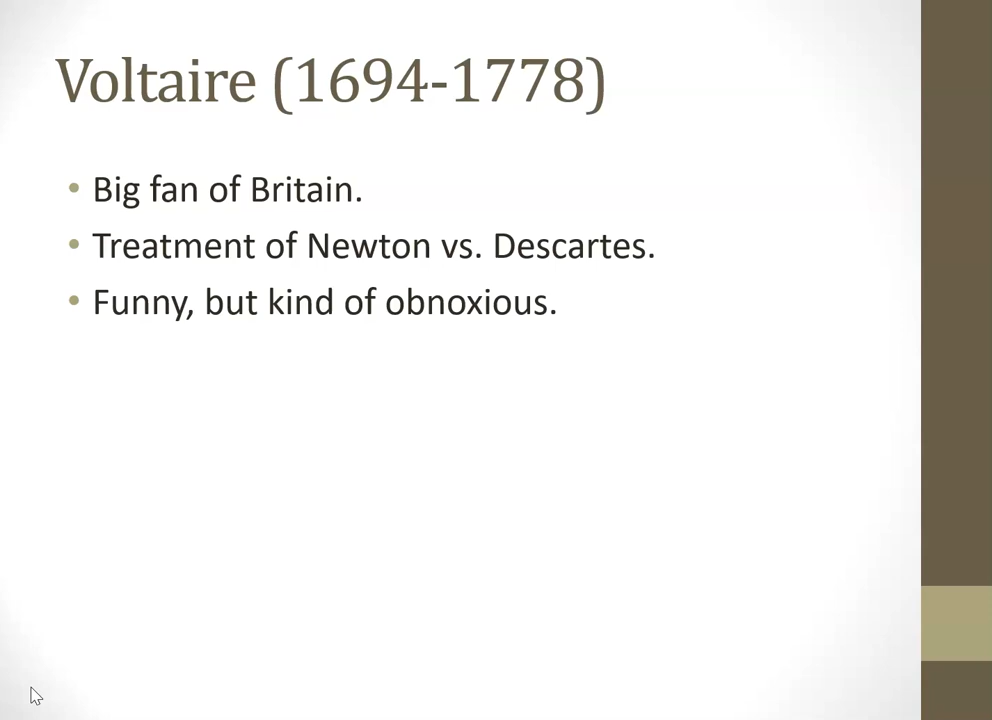 Voltaire (1694-1778)
• Big fan of Britain.
• Treatment of Newton vs. Descartes.
• Funny, but kind of obnoxious.